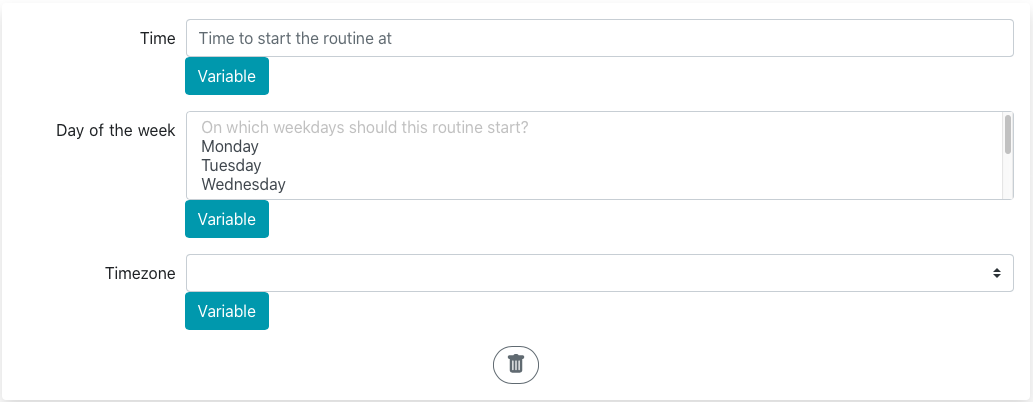 Time
Time to start the routine at
Variable
Day of the week
On which weekdays should this routine start?
Monday
Tuesday
Wednesday
Variable
Timezone
Variable